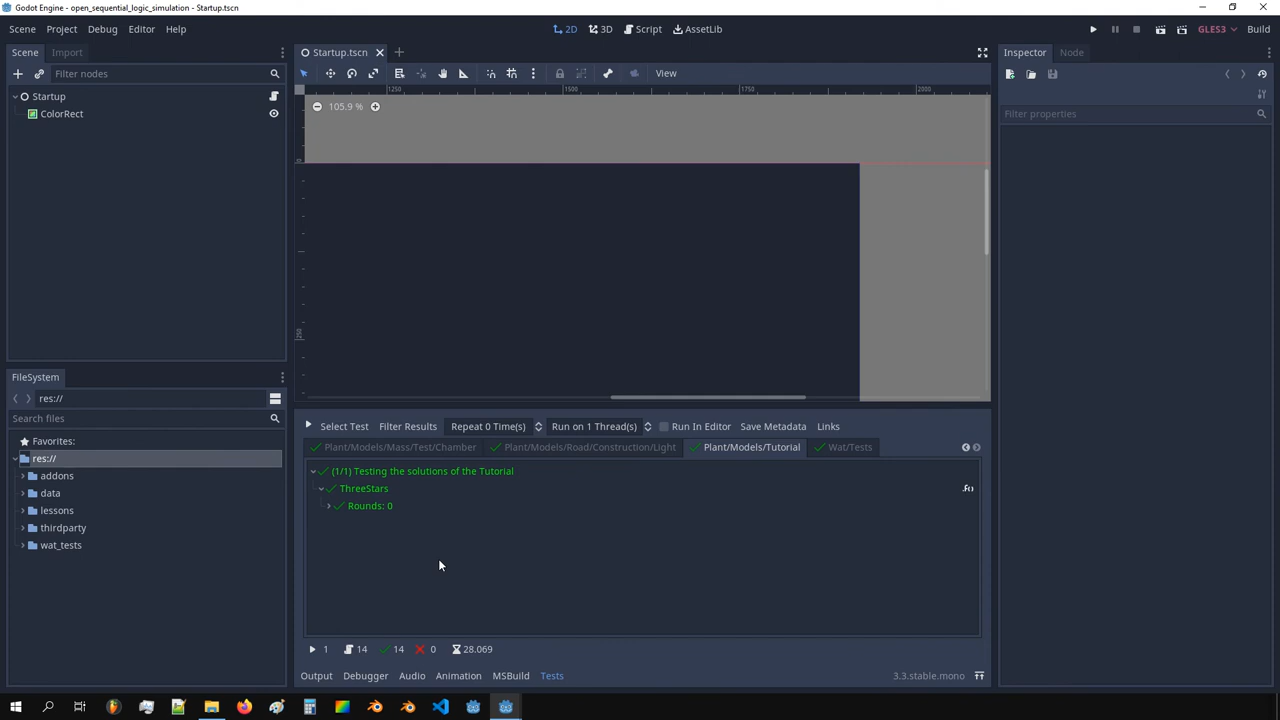 Godot Engine - open_sequential_logic_simulation - Startup.tscn
Scene Project Debug Editor Help
2D 3D Script AssetLib
GLES3 Build
Scene Import
Filter nodes
Startup
ColorRect
Startup.tscn
View
1250 1500 1750 2000
0
250
105.9 %
Inspector Node
Filter properties
FileSystem
res://
Search files
Favorites:
res://
addons
data
lessons
thirdparty
wat_tests
Select Test Filter Results Repeat 0 Time(s) Run on 1 Thread(s) Run In Editor Save Metadata Links
Plant/Models/Mass/Test/Chamber Plant/Models/Road/Construction/Light Plant/Models/Tutorial Wat/Tests
(1/1) Testing the solutions of the Tutorial
ThreeStars
Rounds: 0
1 14 14 0 28.069
Output Debugger Audio Animation MSBuild Tests
3.3.stable.mono